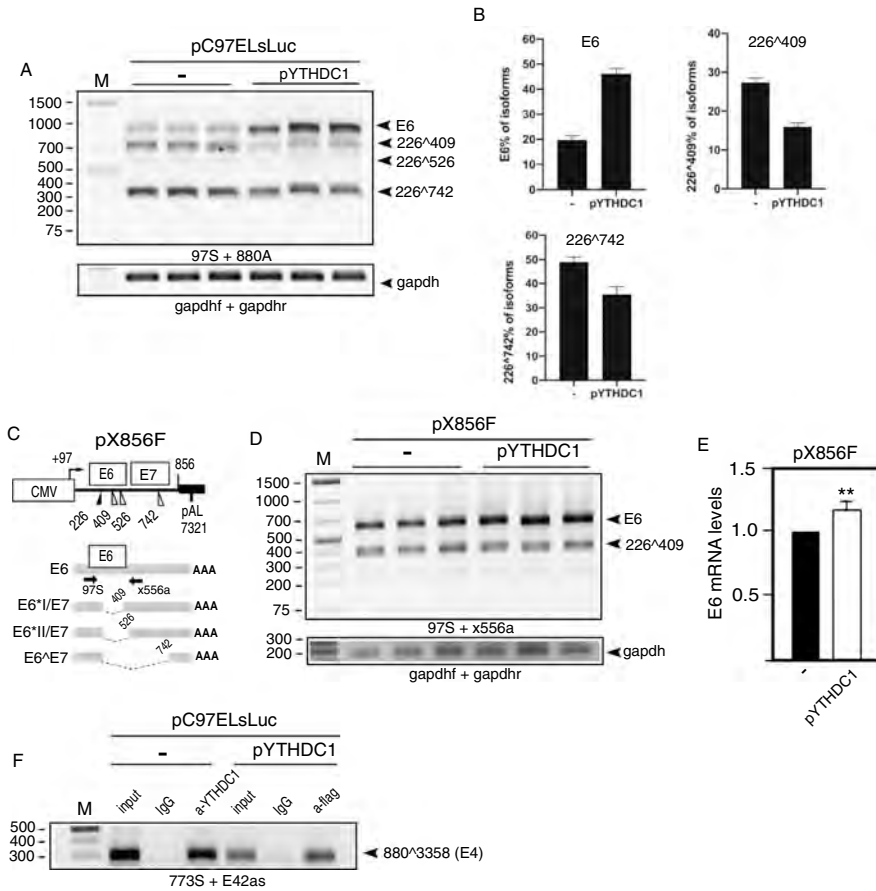 A
pC97ELsLuc
M
-
pYTHDC1
1500
1000
700
500
400
300
200
75
E6
226^409
226^526
226^742
97S + 880A
gapdh
gapdhf + gapdhr
B
E6
E6% of isoforms
60
50
40
30
20
10
0
-
pYTHDC1
226^409
226^409% of isoforms
40
30
20
10
0
-
pYTHDC1
226^742
226^742% of isoforms
60
50
40
30
20
10
0
-
pYTHDC1
C
pX856F
+97
CMV
E6
E7
856
226
409
526
742
pAL
7321
E6
E6
AAA
97S
409
x556a
E6*I/E7
AAA
526
E6*II/E7
AAA
742
E6^E7
AAA
D
pX856F
M
-
pYTHDC1
1500
1000
700
500
400
300
200
75
E6
226^409
97S + x556a
300
200
gapdh
gapdhf + gapdhr
E
pX856F
E6 mRNA levels
1.5
1.0
0.5
**
-
pYTHDC1
F
pC97ELsLuc
-
pYTHDC1
M
input
IgG
a-YTHDC1
input
IgG
a-flag
500
400
300
880^3358 (E4)
773S + E42as